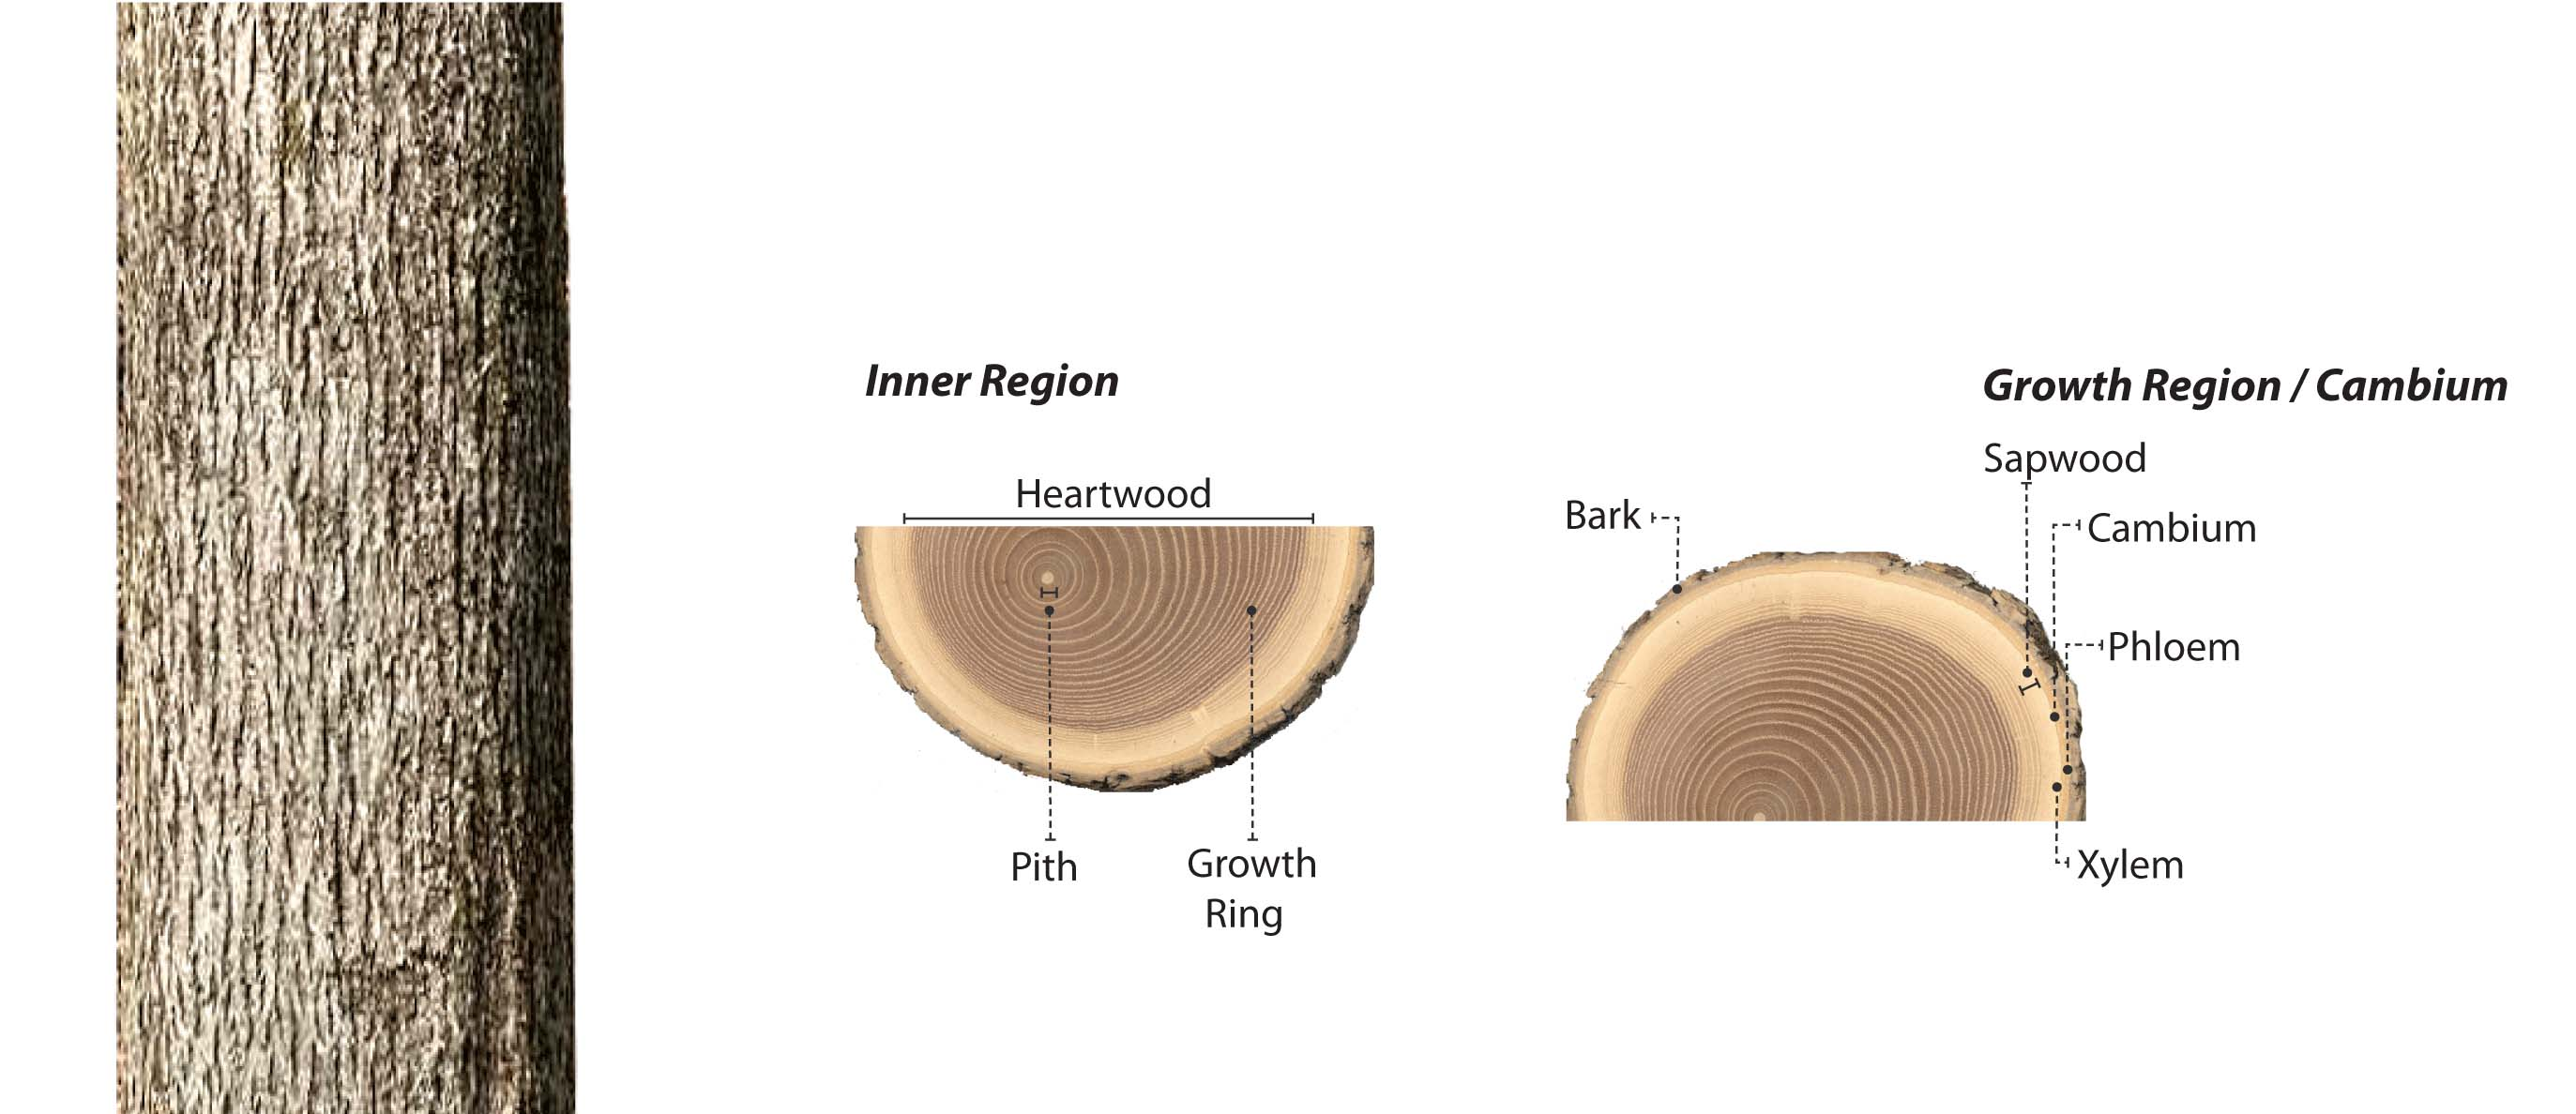 Inner Region
Heartwood
Pith
Growth
Ring
Growth Region / Cambium
Sapwood
Bark
Cambium
Phloem
Xylem